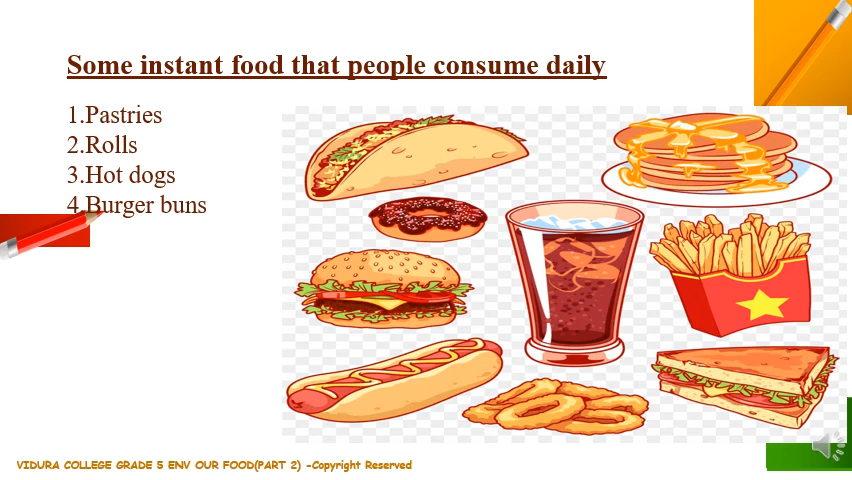 Some instant food that people consume daily
1.Pastries
2.Rolls
3.Hot dogs
4.Burger buns
VIDURA COLLEGE GRADE 5 ENV OUR FOOD(PART 2) -Copyright Reserved